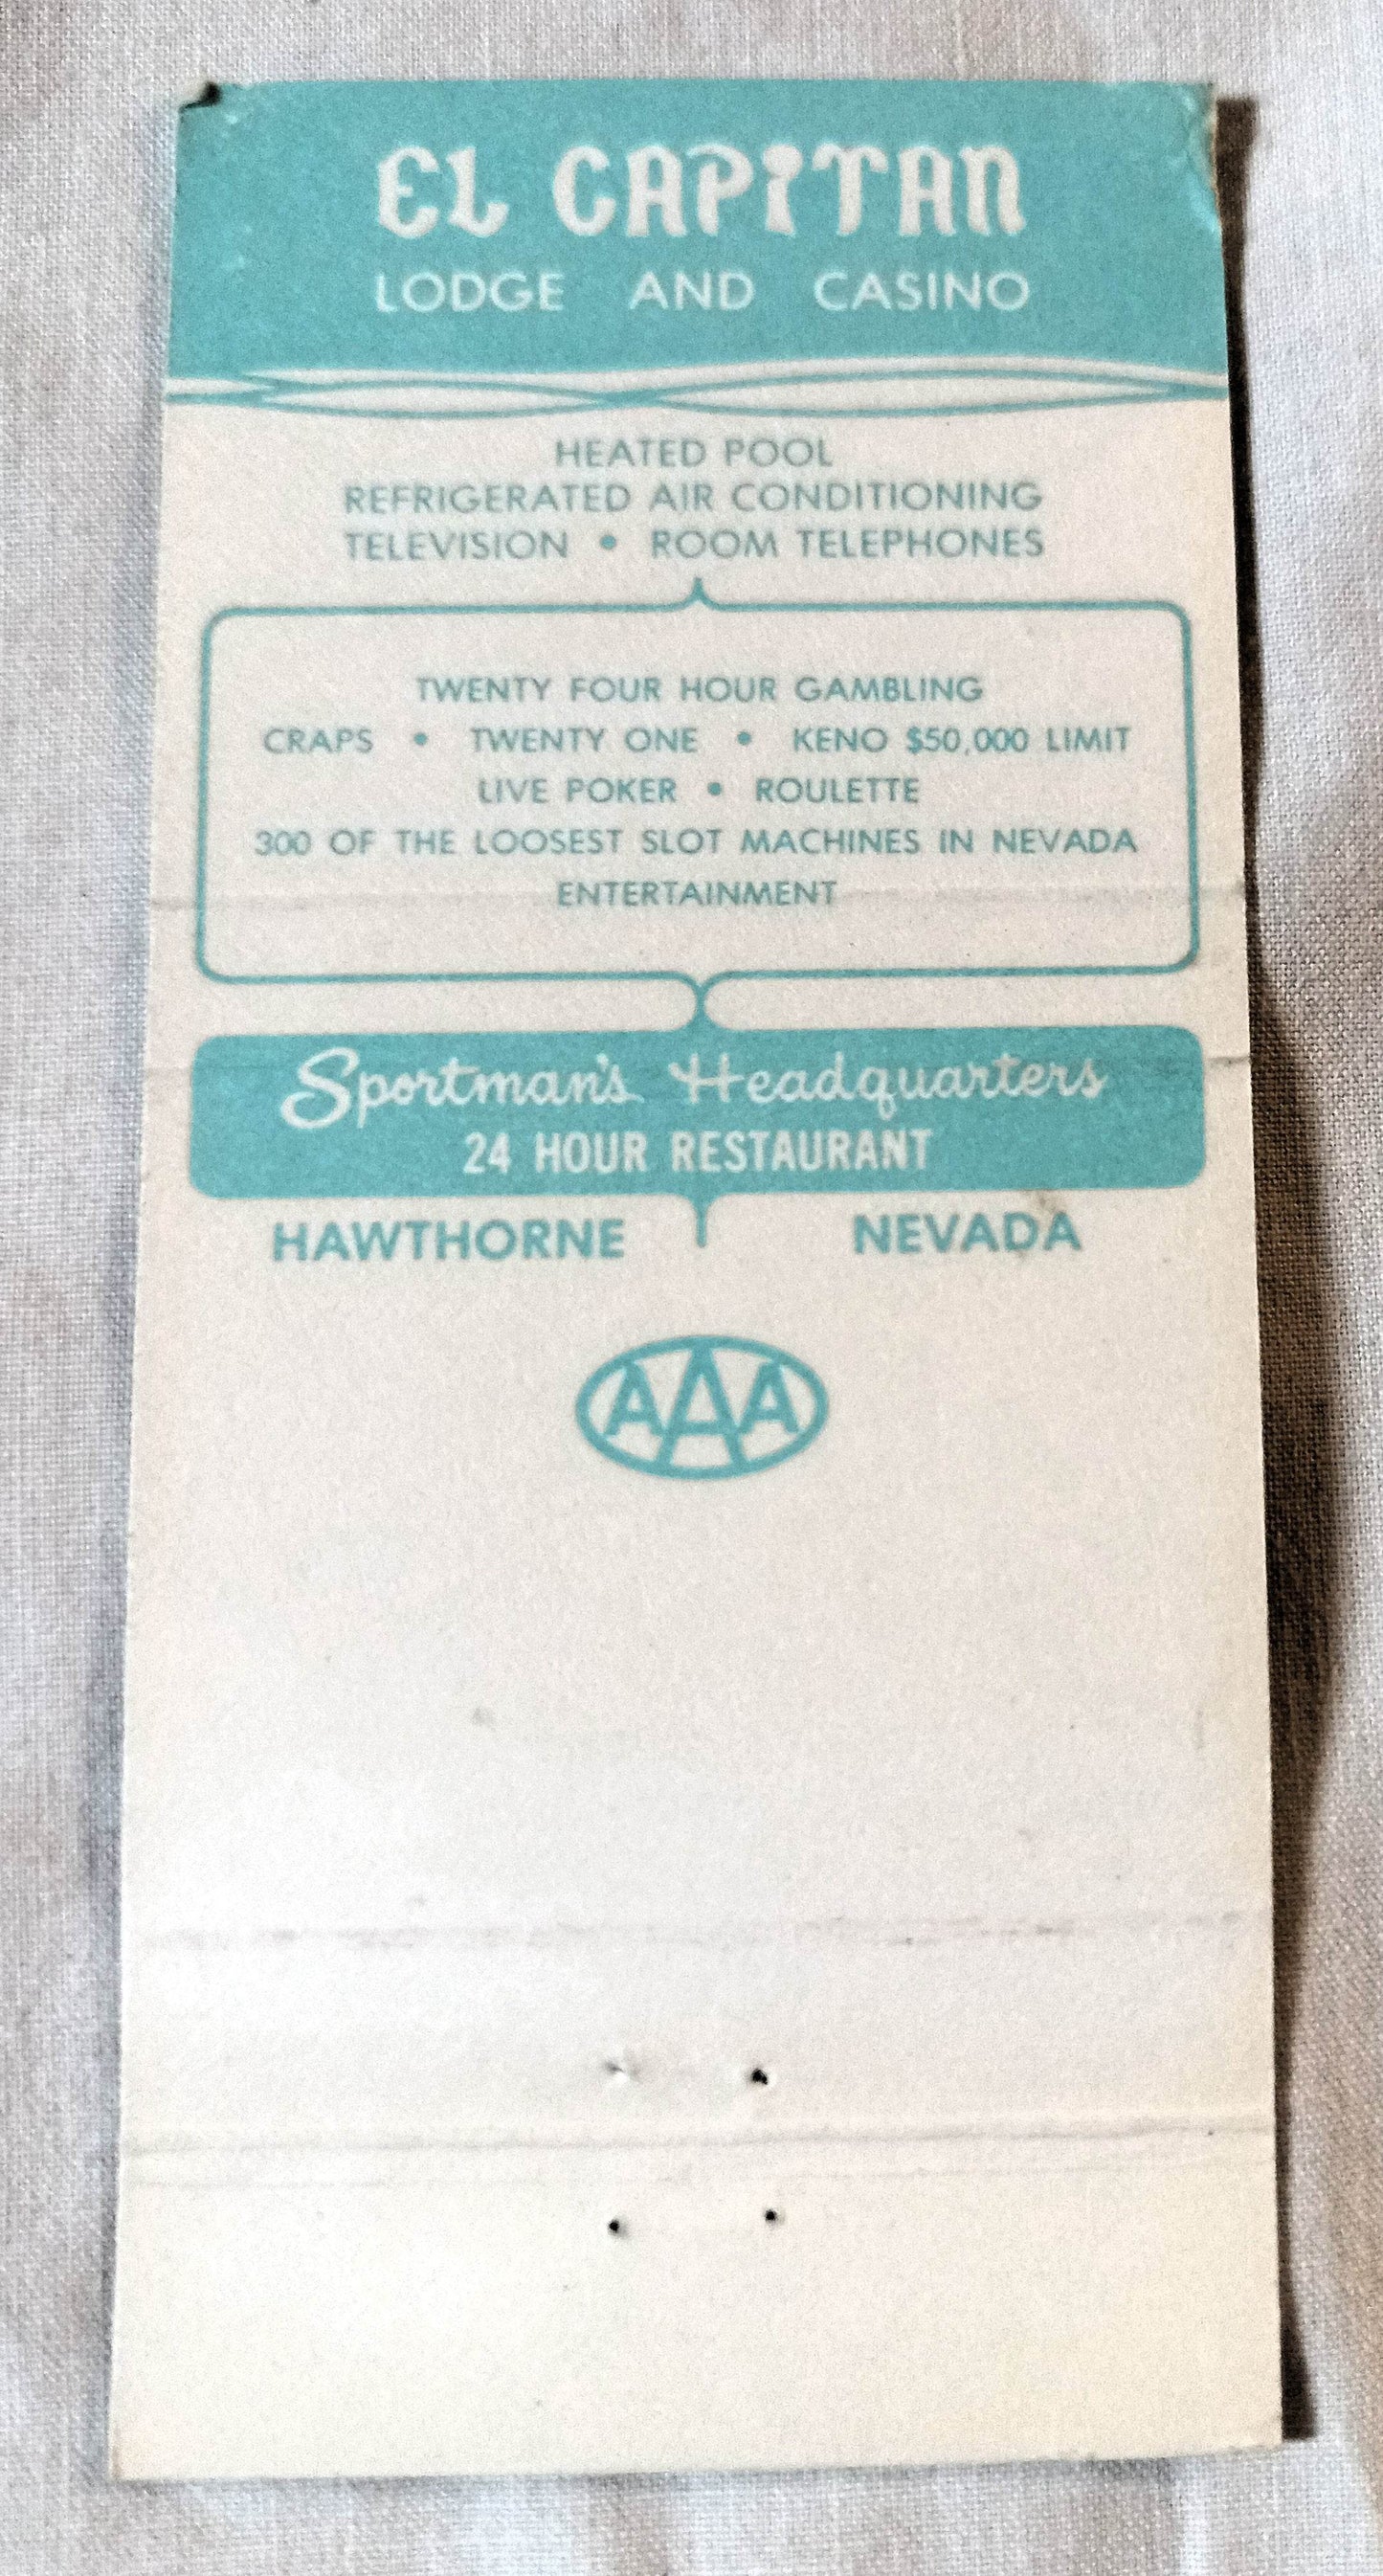 EL CAPITAN
LODGE AND CASINO
HEATED POOL
REFRIGERATED AIR CONDITIONING
TELEVISION • ROOM TELEPHONES
TWENTY FOUR HOUR GAMBLING
CRAPS • TWENTY ONE • KENO $50,000 LIMIT
LIVE POKER • ROULETTE
300 OF THE LOOSEST SLOT MACHINES IN NEVADA
ENTERTAINMENT
Sportman's Headquarters
24 HOUR RESTAURANT
HAWTHORNE NEVADA
AAA